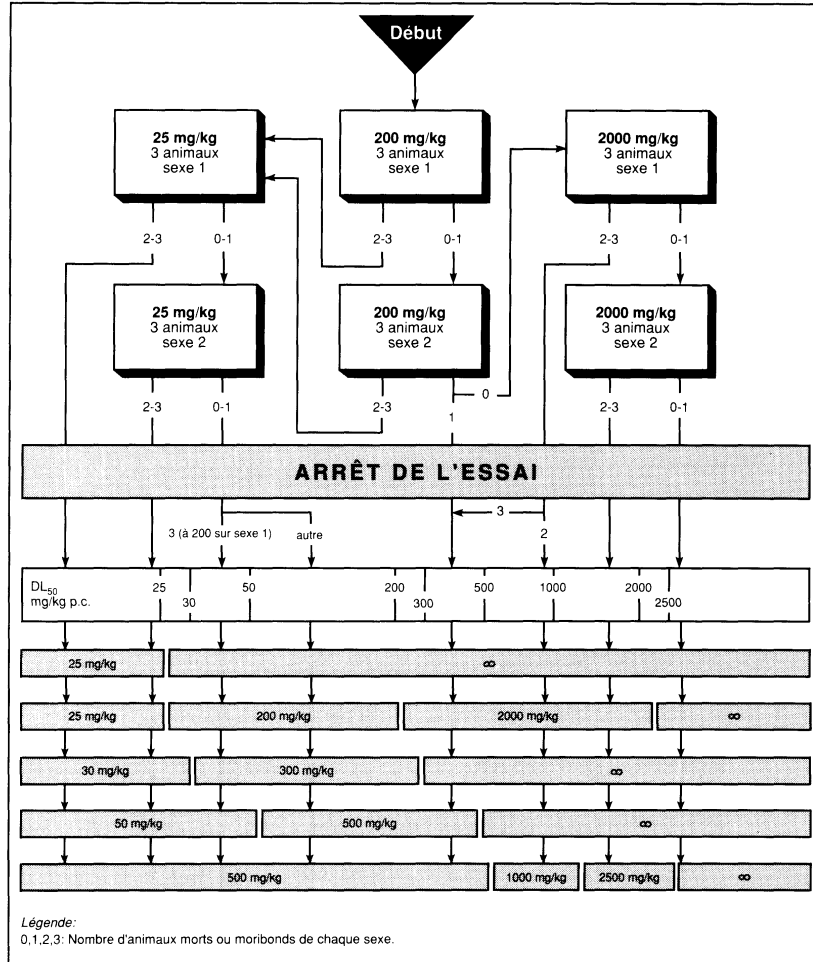 Début
25 mg/kg
3 animaux
sexe 1
200 mg/kg
3 animaux
sexe 1
2000 mg/kg
3 animaux
sexe 1
2-3 0-1 2-3 0-1 2-3 0-1
25 mg/kg
3 animaux
sexe 2
200 mg/kg
3 animaux
sexe 2
2000 mg/kg
3 animaux
sexe 2
2-3 0-1 2-3 1 0 2-3 0-1
ARRÊT DE L'ESSAI
3 (à 200 sur sexe 1) autre 3 2
DL50 25 50 200 500 1000 2000
mg/kg p.c. 30 300 2500
25 mg/kg ∞
25 mg/kg 200 mg/kg 2000 mg/kg ∞
30 mg/kg 300 mg/kg ∞
50 mg/kg 500 mg/kg ∞
500 mg/kg 1000 mg/kg 2500 mg/kg ∞
Légende:
0,1,2,3: Nombre d'animaux morts ou moribonds de chaque sexe.